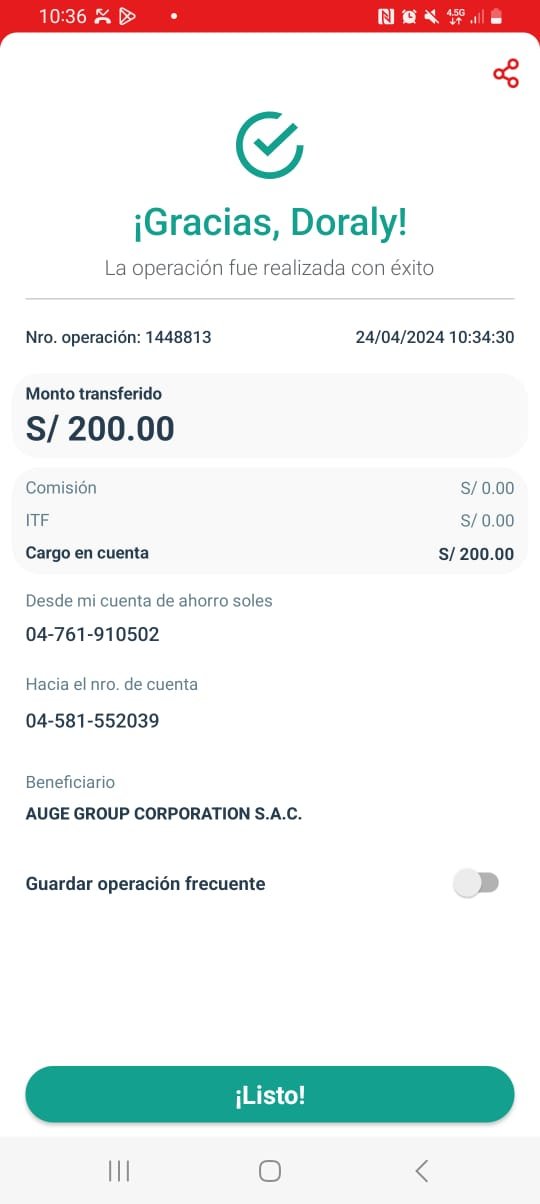 10:36
4.5G
¡Gracias, Doraly!
La operación fue realizada con éxito
Nro. operación: 1448813 24/04/2024 10:34:30
Monto transferido
S/ 200.00
Comisión S/ 0.00
ITF S/ 0.00
Cargo en cuenta S/ 200.00
Desde mi cuenta de ahorro soles
04-761-910502
Hacia el nro. de cuenta
04-581-552039
Beneficiario
AUGE GROUP CORPORATION S.A.C.
Guardar operación frecuente
¡Listo!